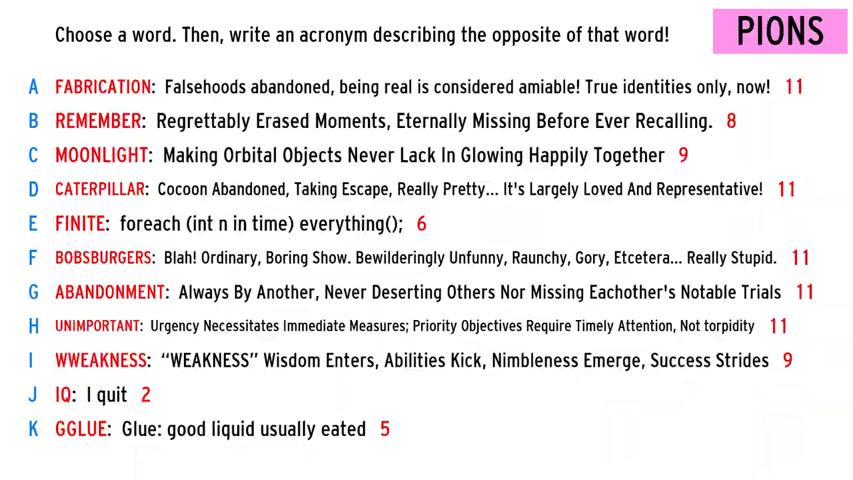 Choose a word. Then, write an acronym describing the opposite of that word!
PIONS
A FABRICATION: Falsehoods abandoned, being real is considered amiable! True identities only, now! 11
B REMEMBER: Regrettably Erased Moments, Eternally Missing Before Ever Recalling. 8
C MOONLIGHT: Making Orbital Objects Never Lack In Glowing Happily Together 9
D CATERPILLAR: Cocoon Abandoned, Taking Escape, Really Pretty... It's Largely Loved And Representative! 11
E FINITE: foreach (int n in time) everything(); 6
F BOBSBURGERS: Blah! Ordinary, Boring Show. Bewilderingly Unfunny, Raunchy, Gory, Etcetera... Really Stupid. 11
G ABANDONMENT: Always By Another, Never Deserting Others Nor Missing Eachother's Notable Trials 11
H UNIMPORTANT: Urgency Necessitates Immediate Measures; Priority Objectives Require Timely Attention, Not torpidity 11
I WWEAKNESS: “WEAKNESS” Wisdom Enters, Abilities Kick, Nimbleness Emerge, Success Strides 9
J IQ: I quit 2
K GGLUE: Glue: good liquid usually eated 5